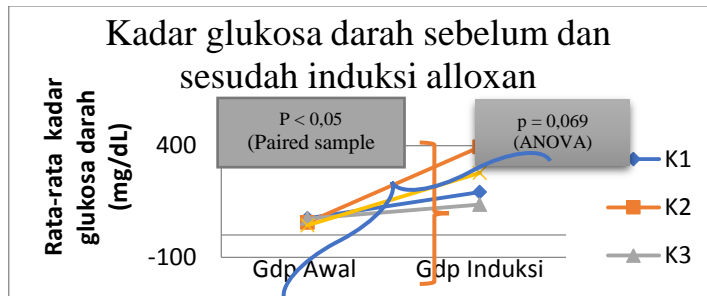 Kadar glukosa darah sebelum dan
sesudah induksi alloxan
Rata-rata kadar
glukosa darah
(mg/dL)
P < 0,05
(Paired sample
p = 0,069
(ANOVA)
400
-100
Gdp Awal
Gdp Induksi
K1
K2
K3